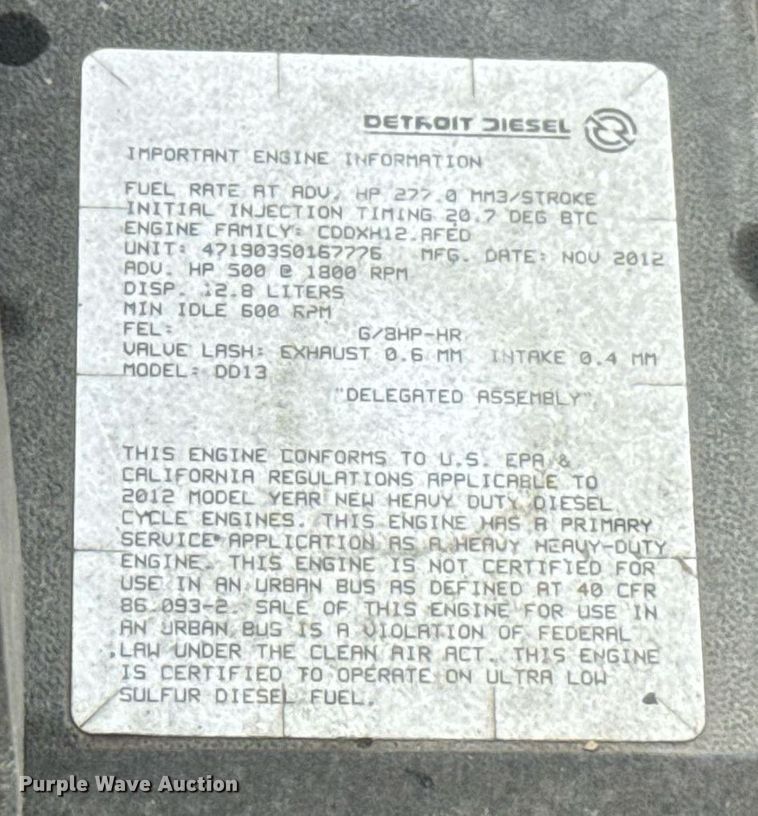 DETROIT DIESEL
IMPORTANT ENGINE INFORMATION
FUEL RATE AT ADV. HP 277.0 MM3/STROKE
INITIAL INJECTION TIMING 20.7 DEG BTC
ENGINE FAMILY: CDDXH12.8FED
UNIT: 471903S0167776 MFG. DATE: NOV 2012
ADV. HP 500 @ 1800 RPM
DISP. 12.8 LITERS
MIN IDLE 600 RPM
FEL: G/BHP-HR
VALVE LASH: EXHAUST 0.6 MM INTAKE 0.4 MM
MODEL: DD13
"DELEGATED ASSEMBLY"
THIS ENGINE CONFORMS TO U.S. EPA &
CALIFORNIA REGULATIONS APPLICABLE TO
2012 MODEL YEAR NEW HEAVY DUTY DIESEL
CYCLE ENGINES. THIS ENGINE HAS A PRIMARY
SERVICE APPLICATION AS A HEAVY HEAVY-DUTY
ENGINE. THIS ENGINE IS NOT CERTIFIED FOR
USE IN AN URBAN BUS AS DEFINED AT 40 CFR
86.093-2. SALE OF THIS ENGINE FOR USE IN
AN URBAN BUS IS A VIOLATION OF FEDERAL
LAW UNDER THE CLEAN AIR ACT. THIS ENGINE
IS CERTIFIED TO OPERATE ON ULTRA LOW
SULFUR DIESEL FUEL.
Purple Wave Auction